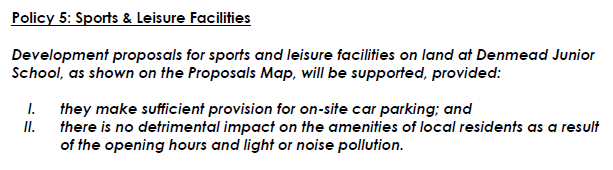 Policy 5: Sports & Leisure Facilities
Development proposals for sports and leisure facilities on land at Denmead Junior
School, as shown on the Proposals Map, will be supported, provided:
I. they make sufficient provision for on-site car parking; and
II. there is no detrimental impact on the amenities of local residents as a result
of the opening hours and light or noise pollution.